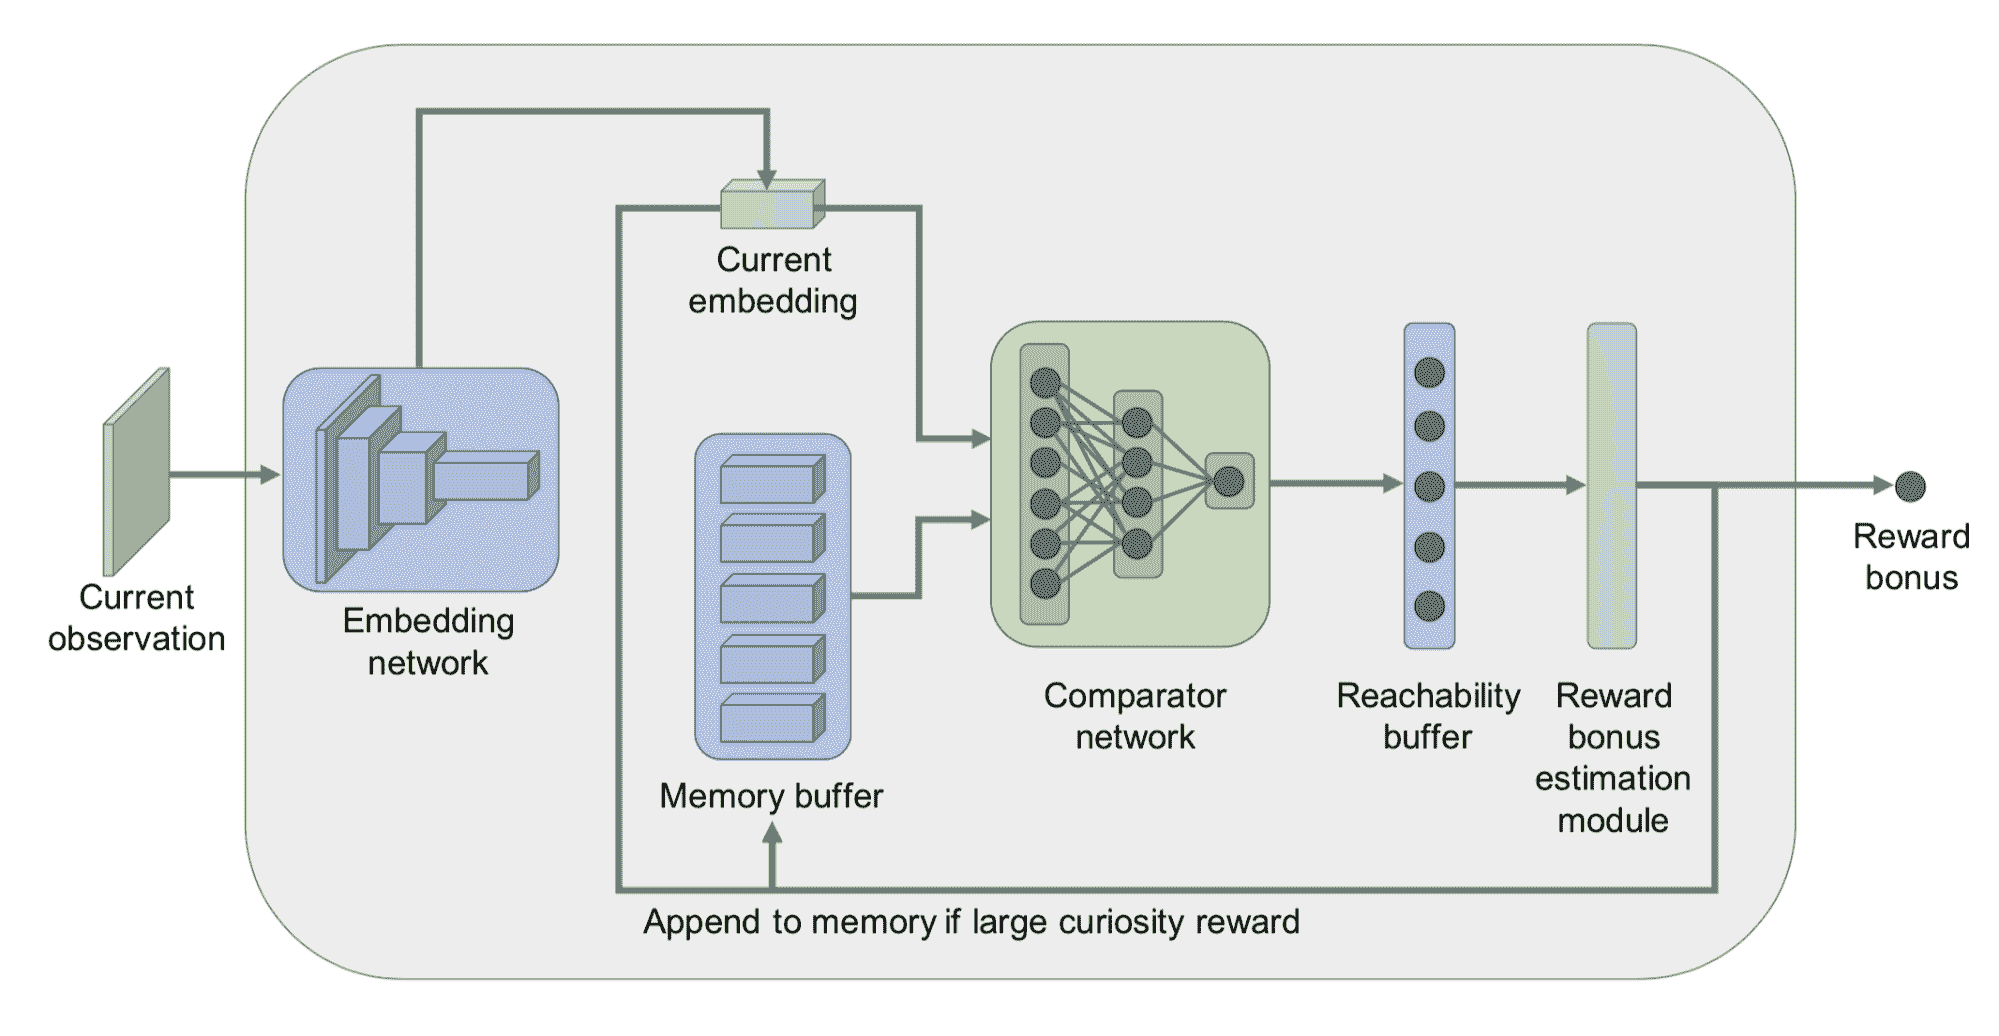 Current
embedding
Current
observation
Embedding
network
Memory buffer
Comparator
network
Reachability
buffer
Reward
bonus
estimation
module
Reward
bonus
Append to memory if large curiosity reward